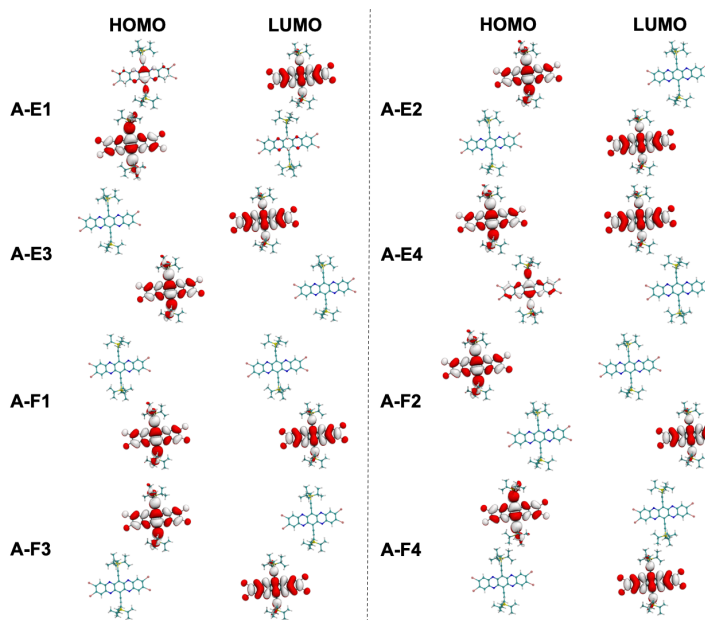 HOMO LUMO HOMO LUMO
A-E1 A-E2
A-E3 A-E4
A-F1 A-F2
A-F3 A-F4